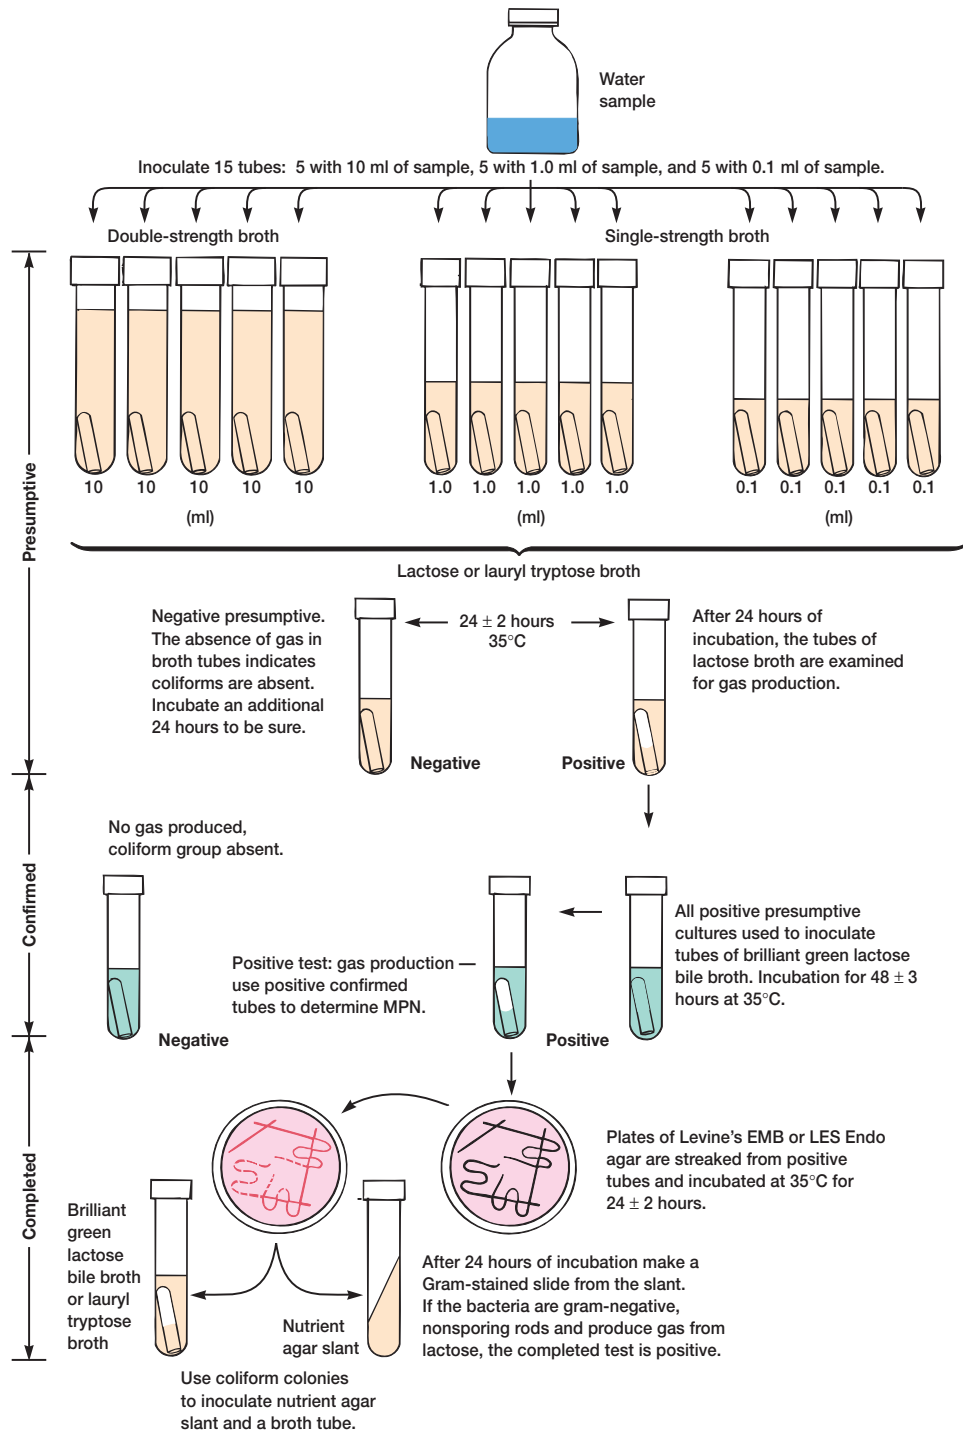 Water
sample
Inoculate 15 tubes: 5 with 10 ml of sample, 5 with 1.0 ml of sample, and 5 with 0.1 ml of sample.
Double-strength broth
Single-strength broth
10 10 10 10 10
(ml)
1.0 1.0 1.0 1.0 1.0
(ml)
0.1 0.1 0.1 0.1 0.1
(ml)
Presumptive
Lactose or lauryl tryptose broth
Negative presumptive.
The absence of gas in
broth tubes indicates
coliforms are absent.
Incubate an additional
24 hours to be sure.
24 ± 2 hours
35°C
After 24 hours of
incubation, the tubes of
lactose broth are examined
for gas production.
Negative
Positive
Confirmed
No gas produced,
coliform group absent.
Negative
Positive test: gas production —
use positive confirmed
tubes to determine MPN.
Positive
All positive presumptive
cultures used to inoculate
tubes of brilliant green lactose
bile broth. Incubation for 48 ± 3
hours at 35°C.
Completed
Plates of Levine's EMB or LES Endo
agar are streaked from positive
tubes and incubated at 35°C for
24 ± 2 hours.
Brilliant
green
lactose
bile broth
or lauryl
tryptose
broth
Nutrient
agar slant
After 24 hours of incubation make a
Gram-stained slide from the slant.
If the bacteria are gram-negative,
nonsporing rods and produce gas from
lactose, the completed test is positive.
Use coliform colonies
to inoculate nutrient agar
slant and a broth tube.